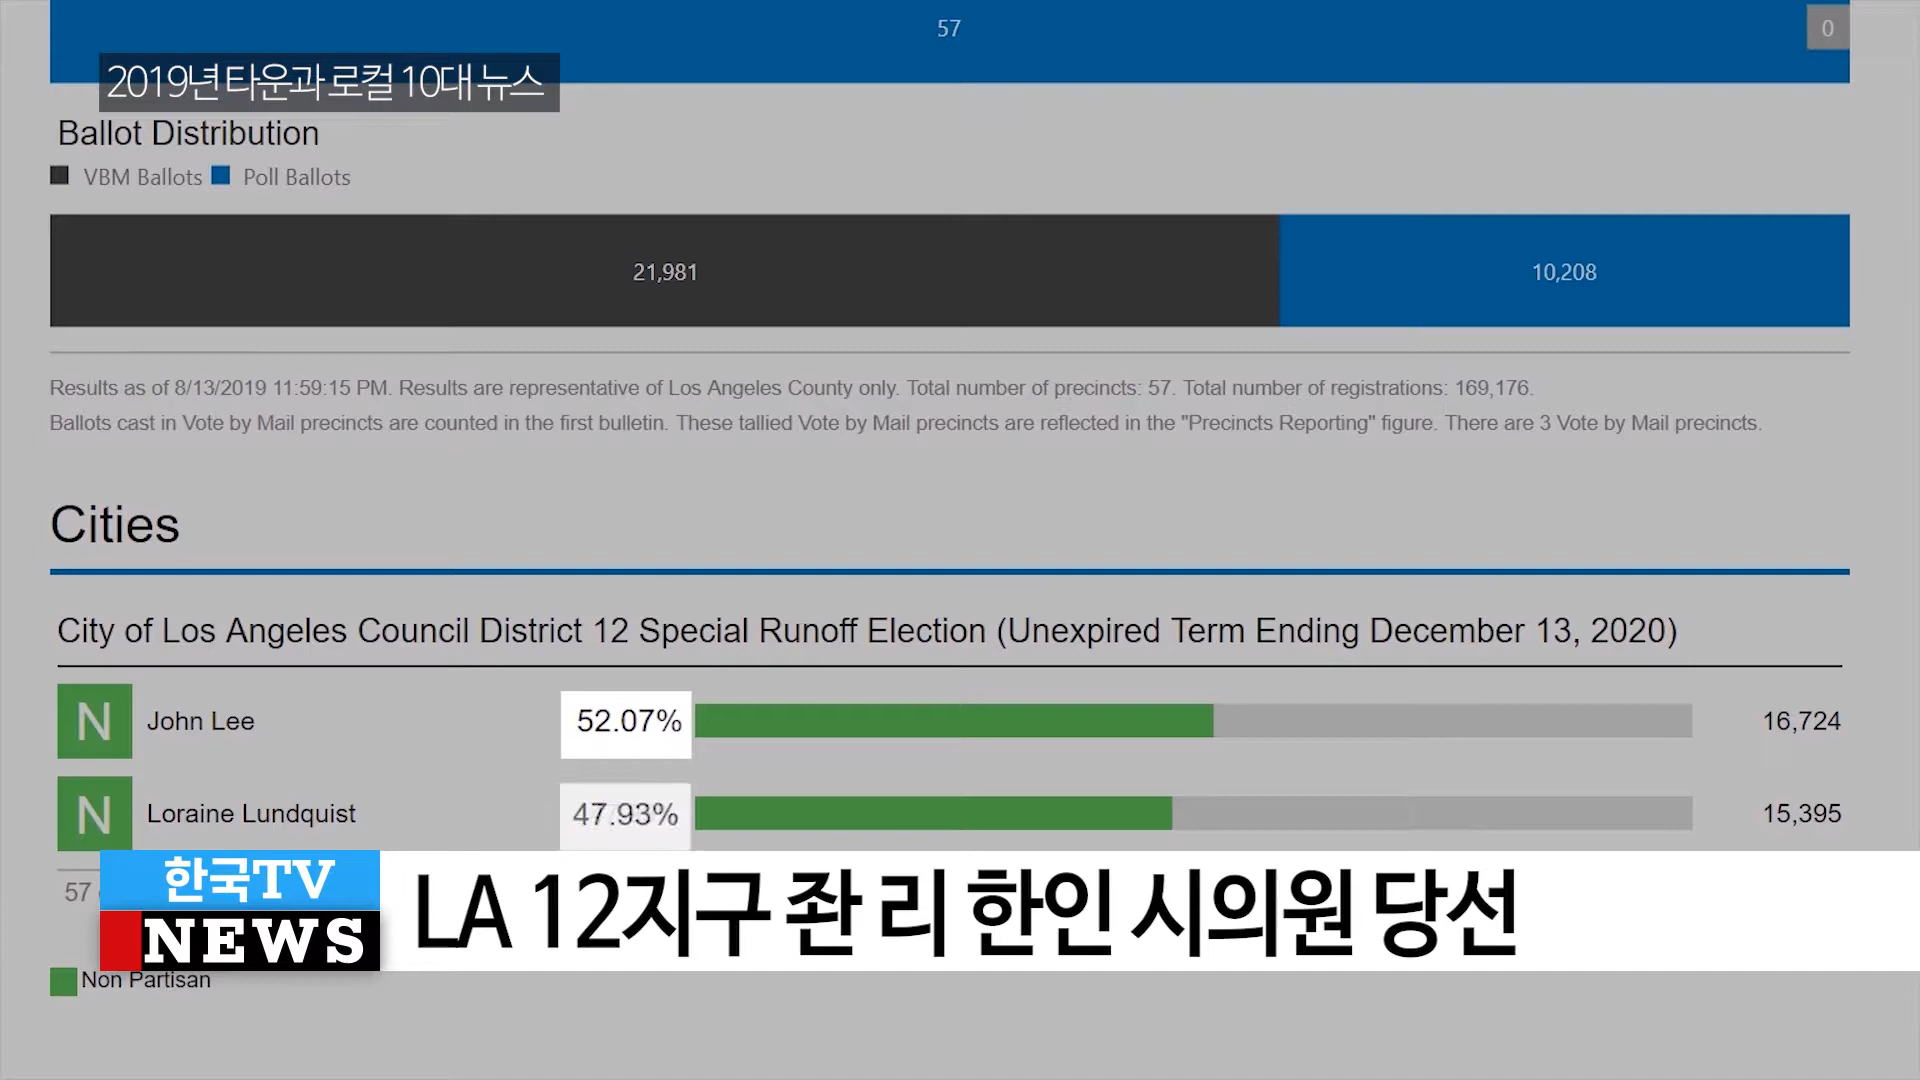 57
0
2019년 타운과 로컬 10대 뉴스
Ballot Distribution
VBM Ballots Poll Ballots
21,981 10,208
Results as of 8/13/2019 11:59:15 PM. Results are representative of Los Angeles County only. Total number of precincts: 57. Total number of registrations: 169,176.
Ballots cast in Vote by Mail precincts are counted in the first bulletin. These tallied Vote by Mail precincts are reflected in the "Precincts Reporting" figure. There are 3 Vote by Mail precincts.
Cities
City of Los Angeles Council District 12 Special Runoff Election (Unexpired Term Ending December 13, 2020)
N John Lee 52.07% 16,724
N Loraine Lundquist 47.93% 15,395
57
한국TV
NEWS
LA 12지구 좐 리 한인 시의원 당선
Non Partisan